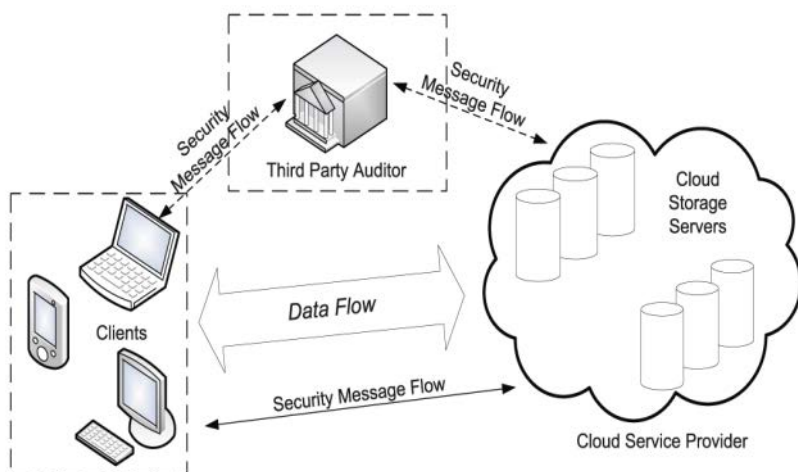 Security
Message Flow
Third Party Auditor
Security
Message Flow
Cloud
Storage
Servers
Clients
Data Flow
Security Message Flow
Cloud Service Provider